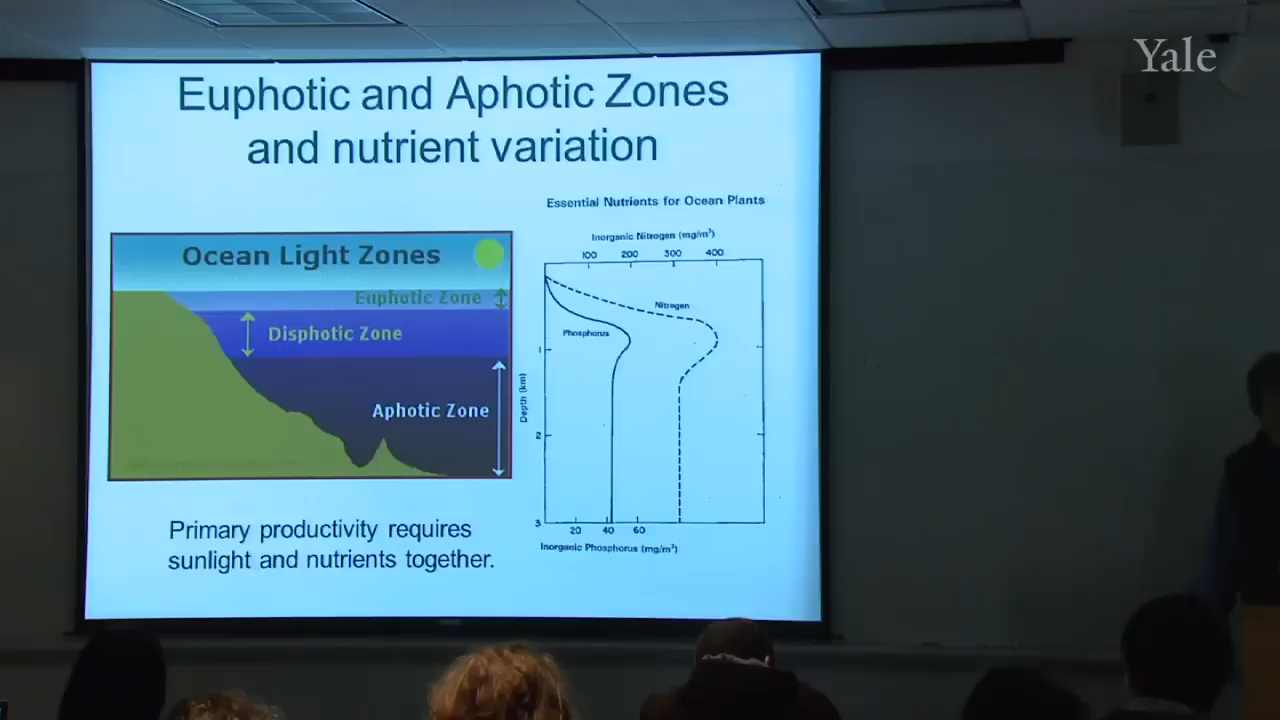 Yale
Euphotic and Aphotic Zones
and nutrient variation
Ocean Light Zones
Euphotic Zone
Disphotic Zone
Aphotic Zone
Essential Nutrients for Ocean Plants
Inorganic Nitrogen (mg/m³)
100 200 300 400
Nitrogen
Phosphorus
1
Depth (km)
2
3
20 40 60
Inorganic Phosphorus (mg/m³)
Primary productivity requires
sunlight and nutrients together.